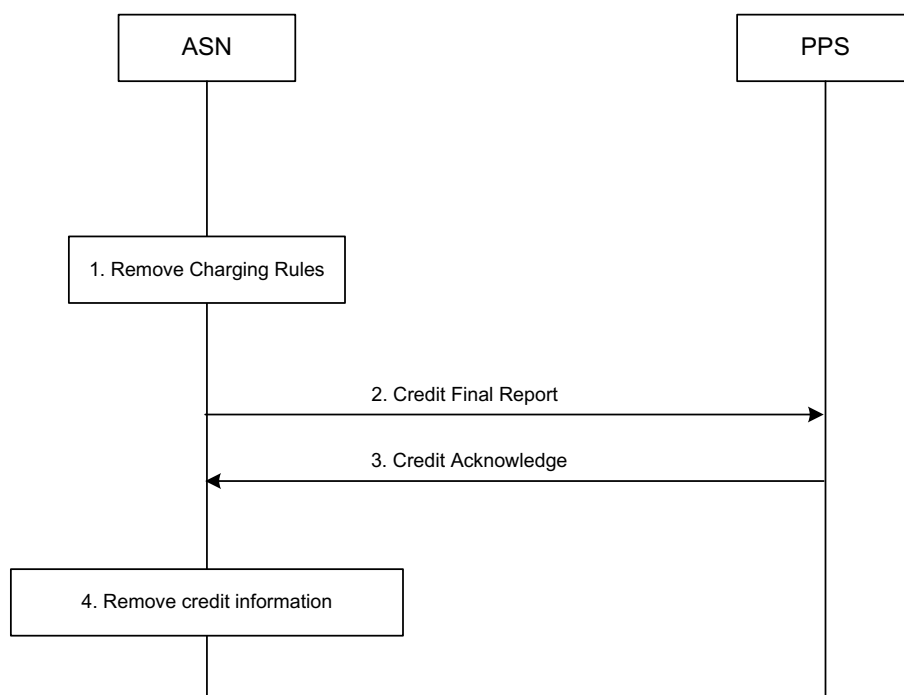 ASN
PPS
1. Remove Charging Rules
2. Credit Final Report
3. Credit Acknowledge
4. Remove credit information